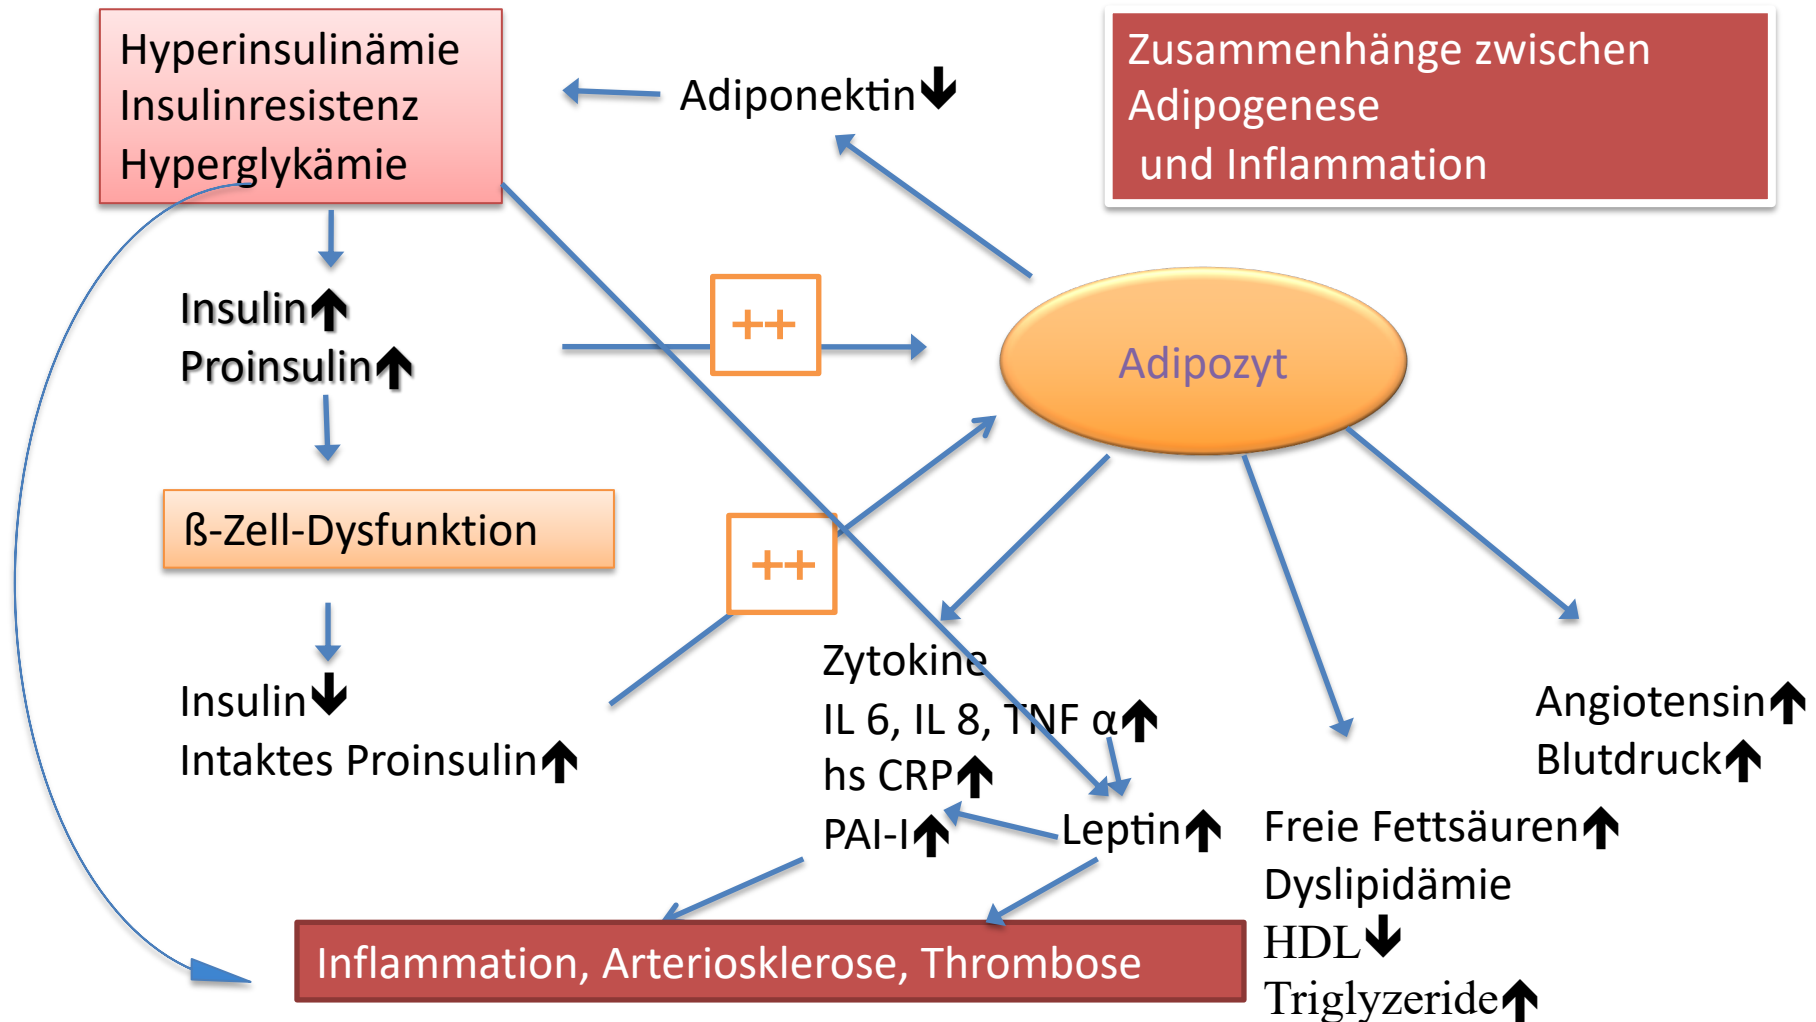 Hyperinsulinämie
Insulinresistenz
Hyperglykämie
Adiponektin🡻
Zusammenhänge zwischen
Adipogenese
und Inflammation
Insulin🡹
Proinsulin🡹
++
Adipozyt
ß-Zell-Dysfunktion
++
Insulin🡻
Intaktes Proinsulin🡹
Zytokine
IL 6, IL 8, TNF α🡹
hs CRP🡹
PAI-I🡹
Leptin🡹
Angiotensin🡹
Blutdruck🡹
Freie Fettsäuren🡹
Dyslipidämie
HDL🡻
Triglyzeride🡹
Inflammation, Arteriosklerose, Thrombose